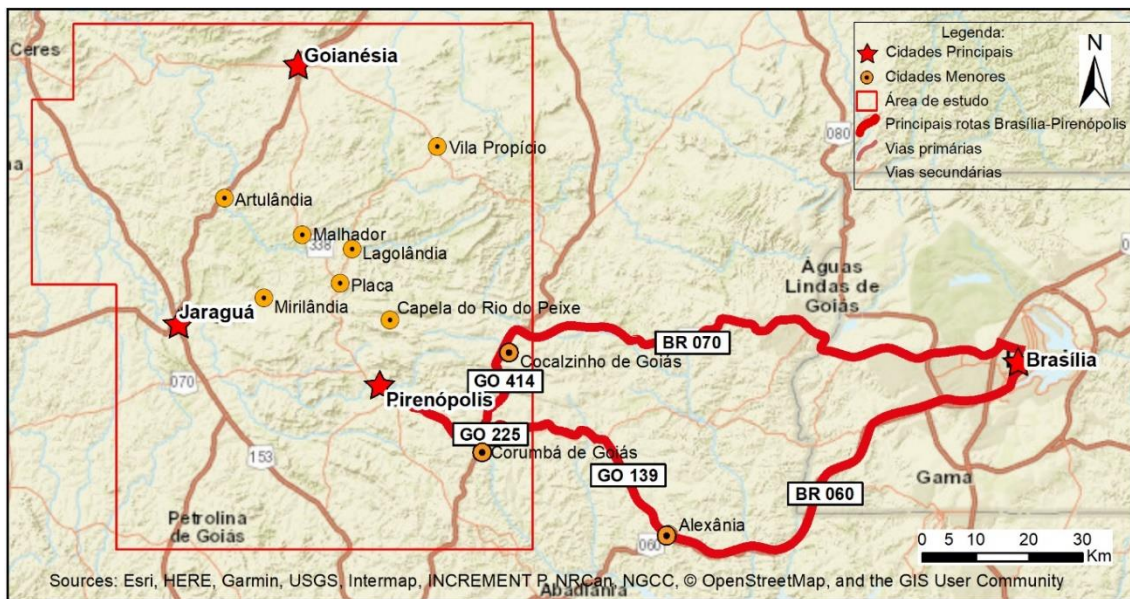 Ceres
Goianésia
Vila Propício
Artulândia
Malhador
338
Lagolândia
Placa
Mirilândia
Capela do Rio do Peixe
Jaraguá
070
Pirenópolis
153
Petrolina
de Goiás
Cocalzinho de Goiás
GO 414
GO 225
Corumbá de Goiás
GO 139
Alexânia
060
BR 070
BR 060
080
Águas
Lindas de
Goiás
Brasília
Gama
Legenda:
Cidades Principais
Cidades Menores
Área de estudo
Principais rotas Brasília-Pirenópolis
Vias primárias
Vias secundárias
N
0 5 10 20 30
Km
Sources: Esri, HERE, Garmin, USGS, Intermap, INCREMENT P, NRCan, NGCC, © OpenStreetMap, and the GIS User Community